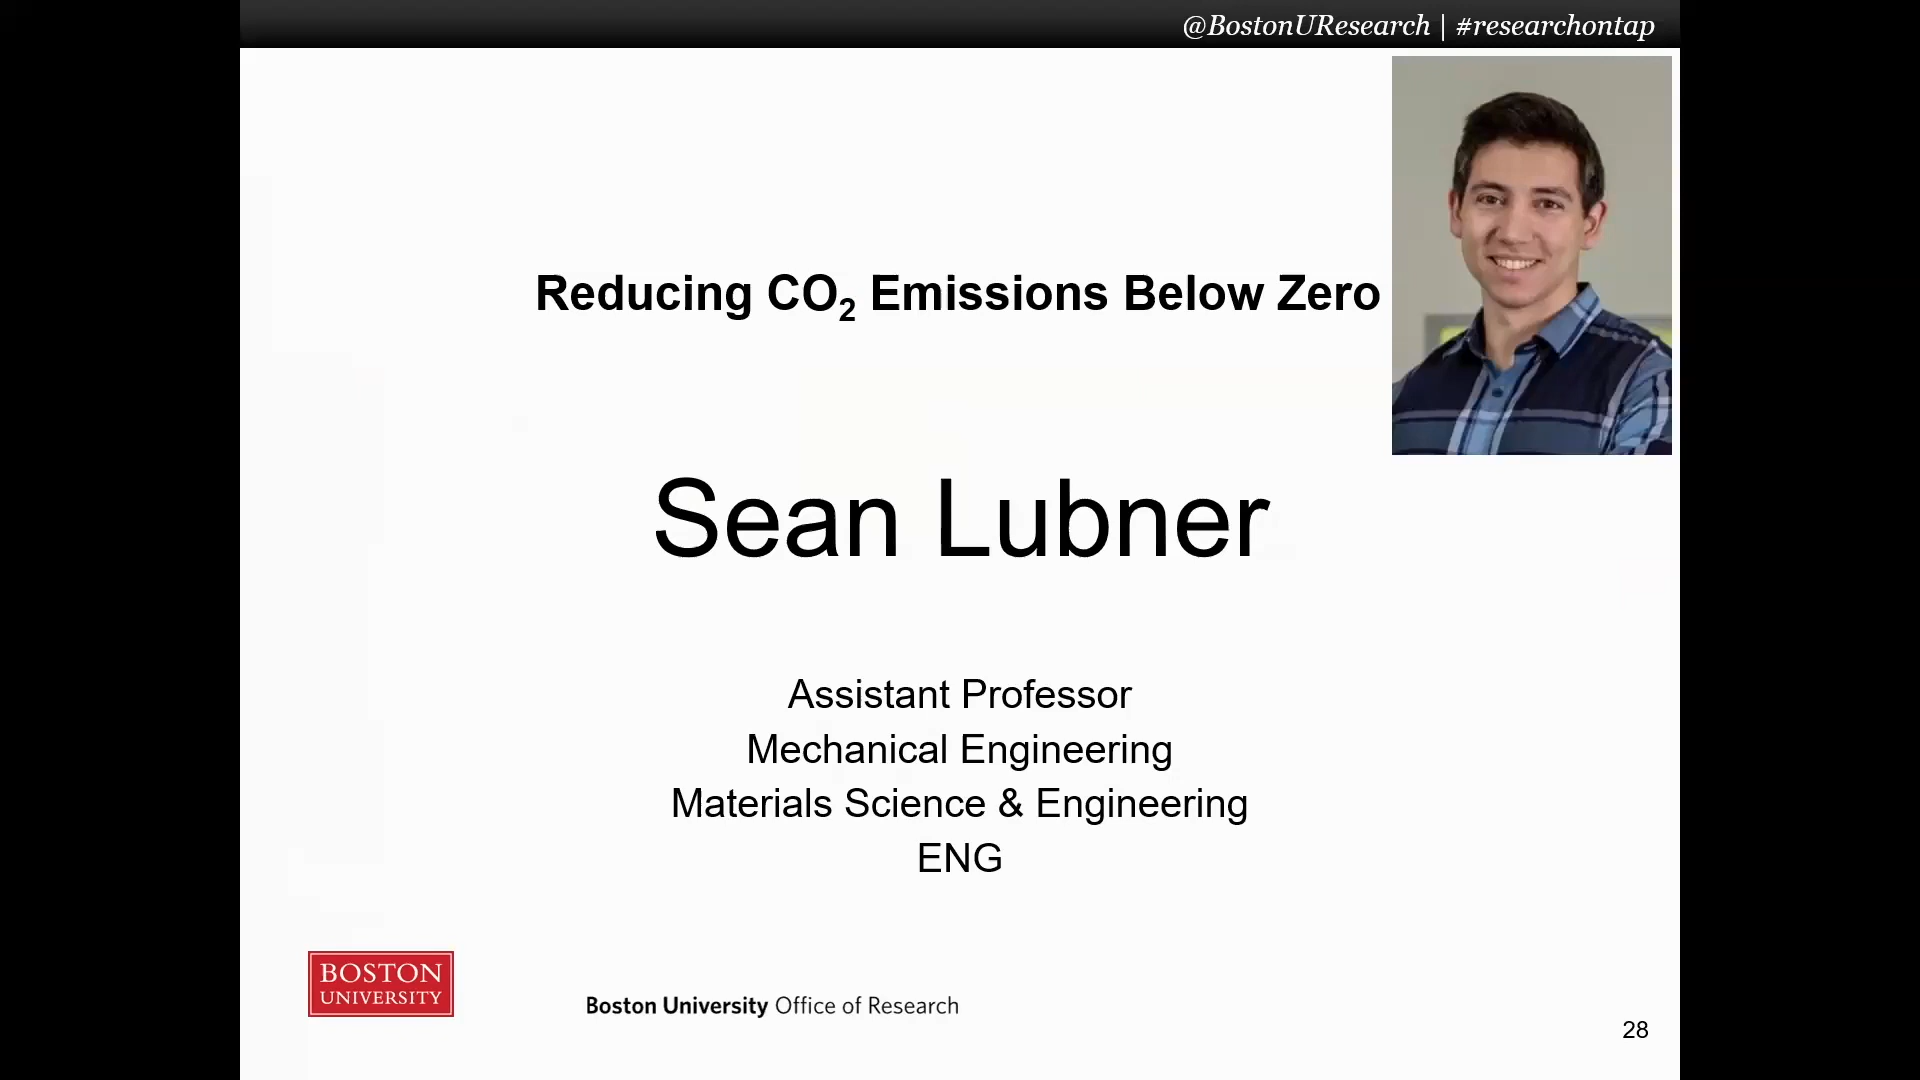 @BostonUResearch | #researchontap
Reducing CO₂ Emissions Below Zero
Sean Lubner
Assistant Professor
Mechanical Engineering
Materials Science & Engineering
ENG
BOSTON
UNIVERSITY
Boston University Office of Research
28